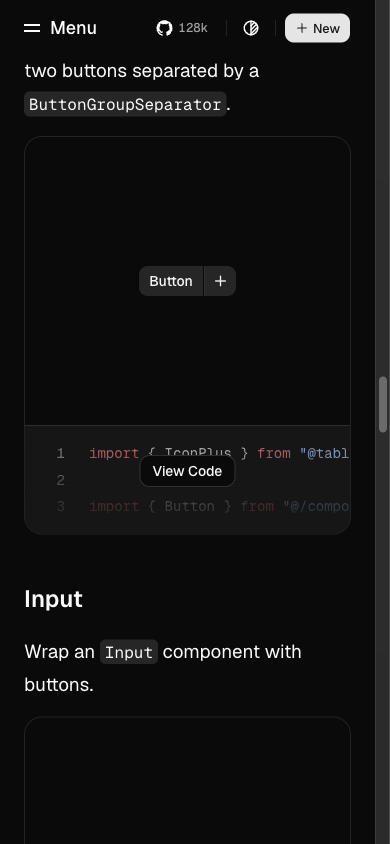 Menu 128k New
two buttons separated by a
ButtonGroupSeparator.
Button
1 import { IconPlus } from "@tabl
View Code
2
3 import { Button } from "@/compo
Input
Wrap an Input component with
buttons.